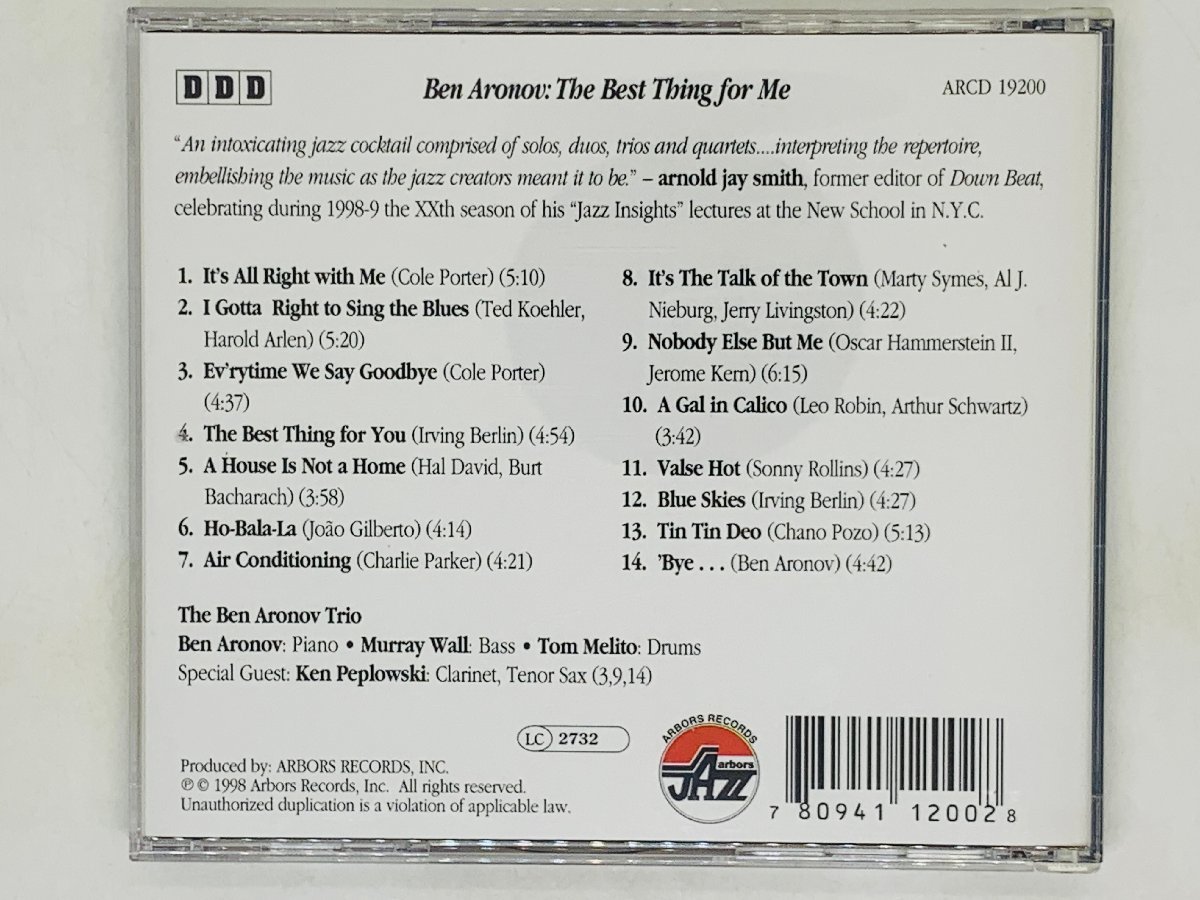 DDD
Ben Aronov: The Best Thing for Me
ARCD 19200
“An intoxicating jazz cocktail comprised of solos, duos, trios and quartets....interpreting the repertoire,
embellishing the music as the jazz creators meant it to be.” – arnold jay smith, former editor of Down Beat,
celebrating during 1998-9 the XXth season of his “Jazz Insights” lectures at the New School in N.Y.C.
1. It's All Right with Me (Cole Porter) (5:10)
2. I Gotta Right to Sing the Blues (Ted Koehler,
Harold Arlen) (5:20)
3. Ev'rytime We Say Goodbye (Cole Porter)
(4:37)
4. The Best Thing for You (Irving Berlin) (4:54)
5. A House Is Not a Home (Hal David, Burt
Bacharach) (3:58)
6. Ho-Bala-La (João Gilberto) (4:14)
7. Air Conditioning (Charlie Parker) (4:21)
8. It's The Talk of the Town (Marty Symes, Al J.
Nieburg, Jerry Livingston) (4:22)
9. Nobody Else But Me (Oscar Hammerstein II,
Jerome Kern) (6:15)
10. A Gal in Calico (Leo Robin, Arthur Schwartz)
(3:42)
11. Valse Hot (Sonny Rollins) (4:27)
12. Blue Skies (Irving Berlin) (4:27)
13. Tin Tin Deo (Chano Pozo) (5:13)
14. 'Bye . . . (Ben Aronov) (4:42)
The Ben Aronov Trio
Ben Aronov: Piano • Murray Wall: Bass • Tom Melito: Drums
Special Guest: Ken Peplowski: Clarinet, Tenor Sax (3,9,14)
LC 2732
Produced by: ARBORS RECORDS, INC.
℗ © 1998 Arbors Records, Inc. All rights reserved.
Unauthorized duplication is a violation of applicable law.
ARBORS RECORDS
arbors
JAZZ
7 80941 12002 8